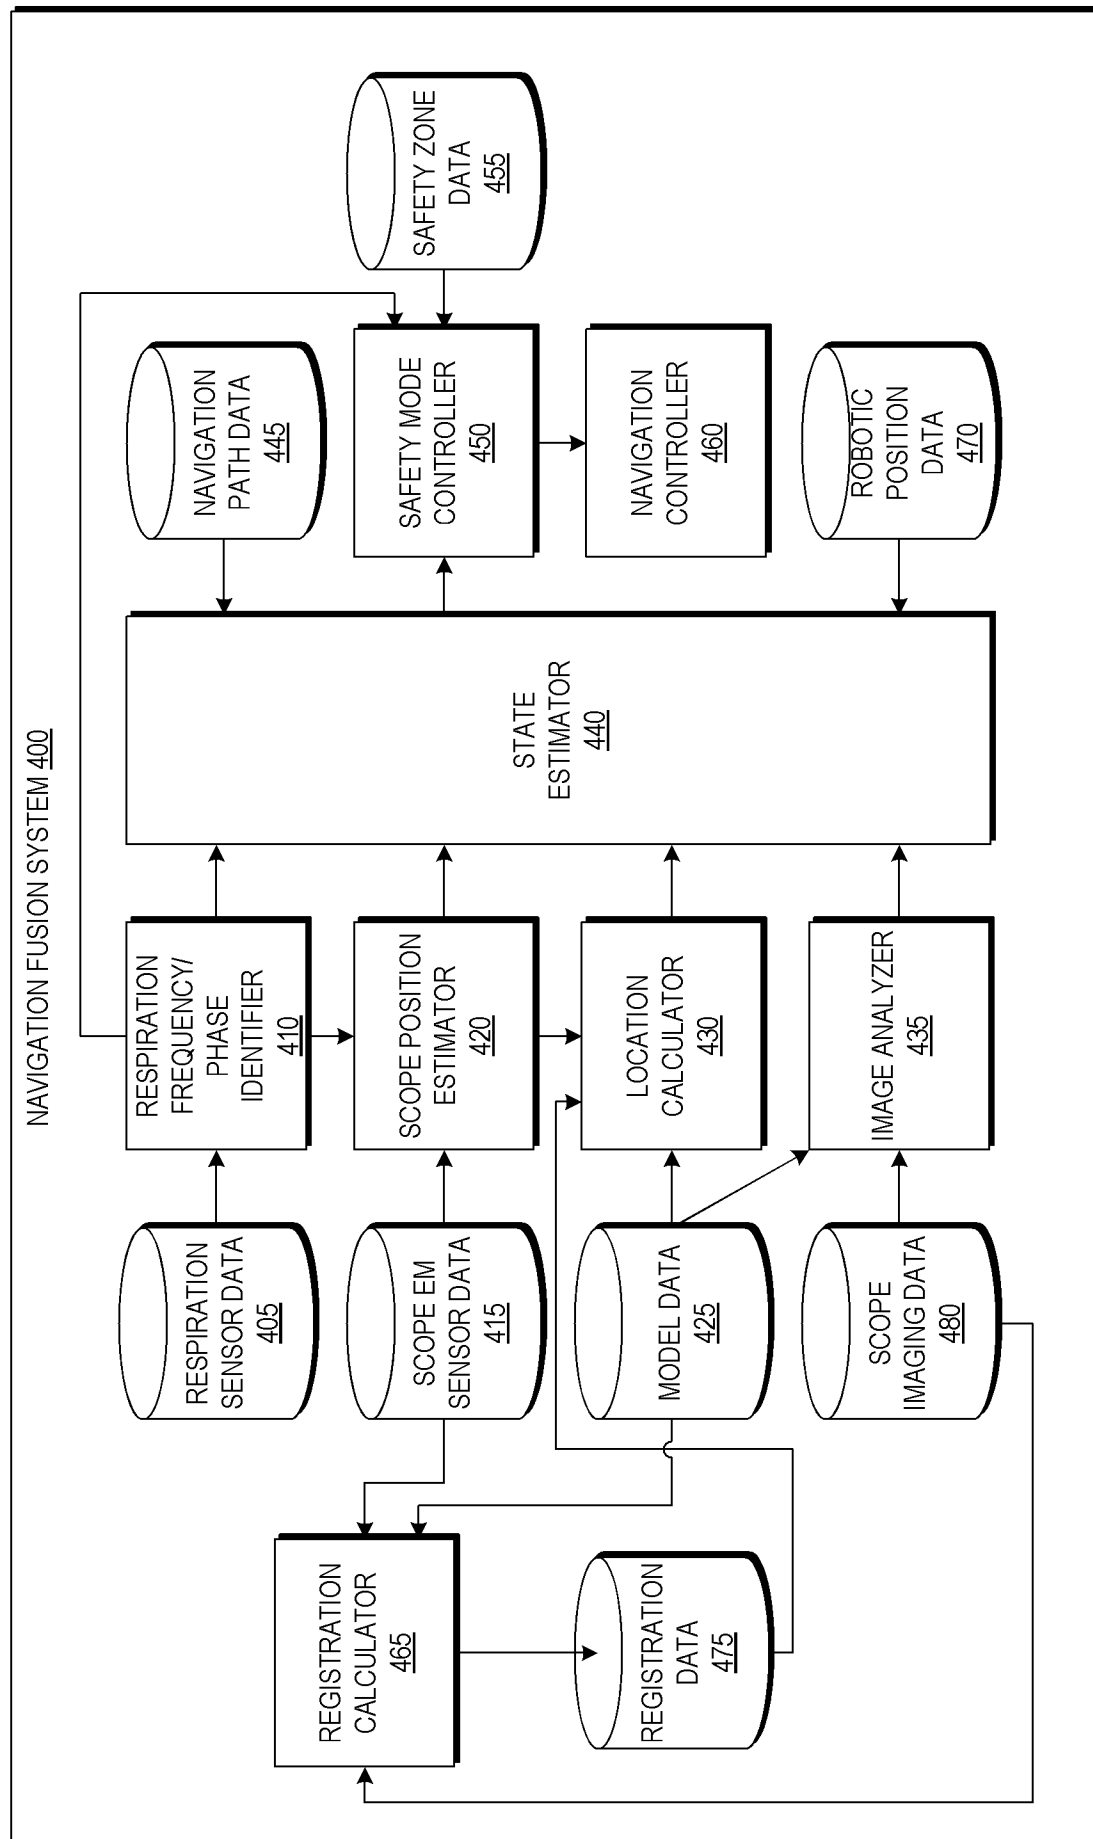 NAVIGATION FUSION SYSTEM 400
REGISTRATION
CALCULATOR
465
REGISTRATION
DATA
475
RESPIRATION
SENSOR DATA
405
SCOPE EM
SENSOR DATA
415
MODEL DATA
425
SCOPE
IMAGING DATA
480
RESPIRATION
FREQUENCY/
PHASE
IDENTIFIER
410
SCOPE POSITION
ESTIMATOR
420
LOCATION
CALCULATOR
430
IMAGE ANALYZER
435
STATE
ESTIMATOR
440
NAVIGATION
PATH DATA
445
SAFETY MODE
CONTROLLER
450
NAVIGATION
CONTROLLER
460
ROBOTIC
POSITION
DATA
470
SAFETY ZONE
DATA
455